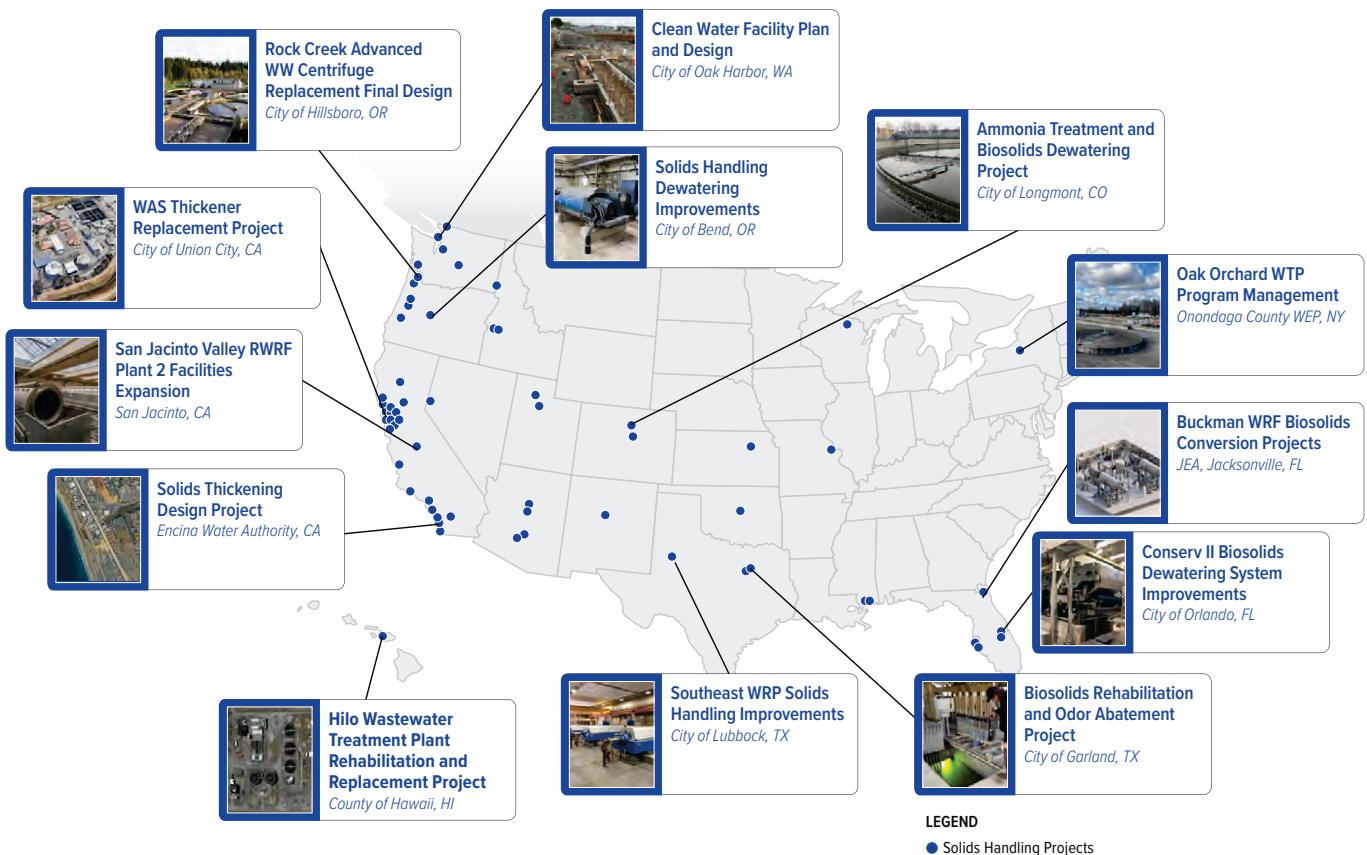 Rock Creek Advanced
WW Centrifuge
Replacement Final Design
City of Hillsboro, OR
Clean Water Facility Plan
and Design
City of Oak Harbor, WA
Ammonia Treatment and
Biosolids Dewatering
Project
City of Longmont, CO
Solids Handling
Dewatering
Improvements
City of Bend, OR
WAS Thickener
Replacement Project
City of Union City, CA
Oak Orchard WTP
Program Management
Onondaga County WEP, NY
San Jacinto Valley RWRF
Plant 2 Facilities
Expansion
San Jacinto, CA
Buckman WRF Biosolids
Conversion Projects
JEA, Jacksonville, FL
Solids Thickening
Design Project
Encina Water Authority, CA
Conserv II Biosolids
Dewatering System
Improvements
City of Orlando, FL
Hilo Wastewater
Treatment Plant
Rehabilitation and
Replacement Project
County of Hawaii, HI
Southeast WRP Solids
Handling Improvements
City of Lubbock, TX
Biosolids Rehabilitation
and Odor Abatement
Project
City of Garland, TX
LEGEND
Solids Handling Projects